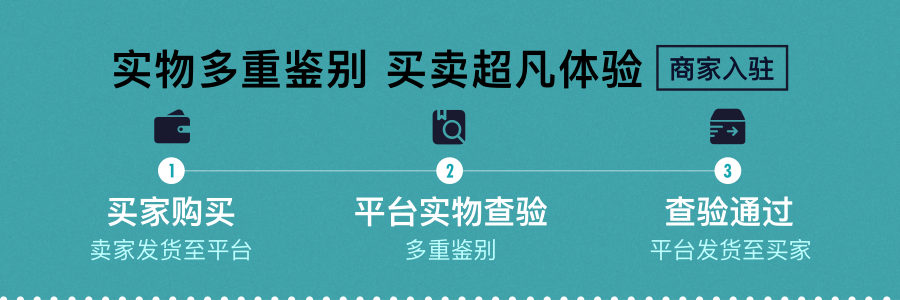 实物多重鉴别 买卖超凡体验 商家入驻
1 2 3
买家购买 平台实物查验 查验通过
卖家发货至平台 多重鉴别 平台发货至买家